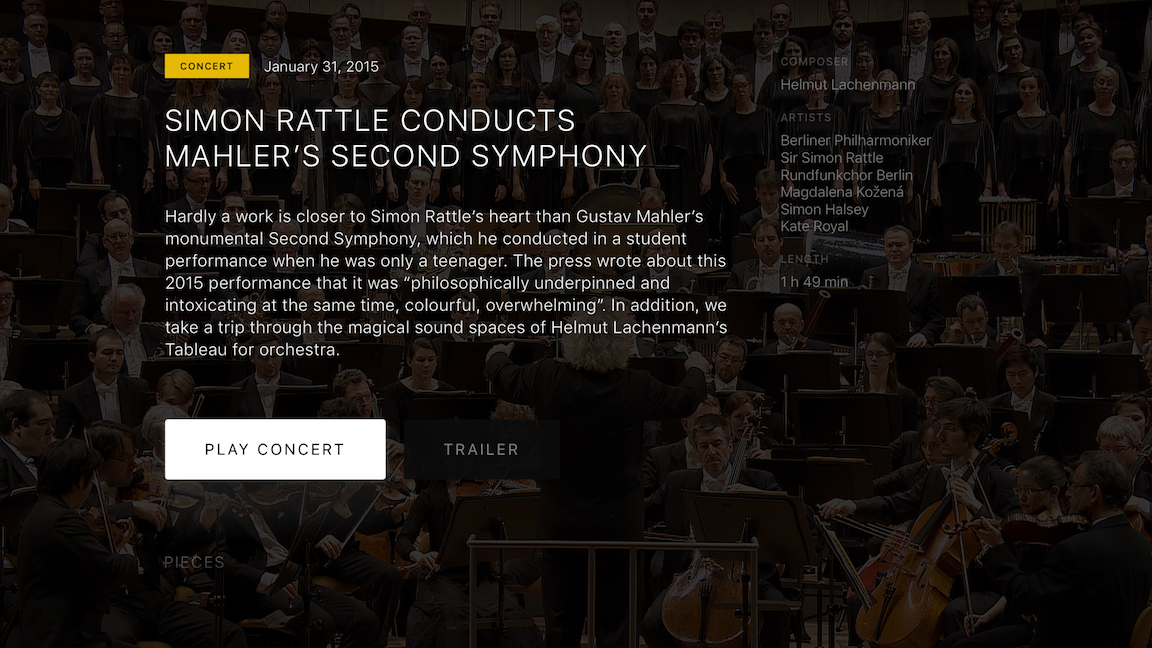 CONCERT
January 31, 2015
SIMON RATTLE CONDUCTS
MAHLER’S SECOND SYMPHONY
Hardly a work is closer to Simon Rattle’s heart than Gustav Mahler’s
monumental Second Symphony, which he conducted in a student
performance when he was only a teenager. The press wrote about this
2015 performance that it was “philosophically underpinned and
intoxicating at the same time, colourful, overwhelming”. In addition, we
take a trip through the magical sound spaces of Helmut Lachenmann’s
Tableau for orchestra.
PLAY CONCERT
TRAILER
PIECES
COMPOSER
Helmut Lachenmann
ARTISTS
Berliner Philharmoniker
Sir Simon Rattle
Rundfunkchor Berlin
Magdalena Kožená
Simon Halsey
Kate Royal
LENGTH
1 h 49 min